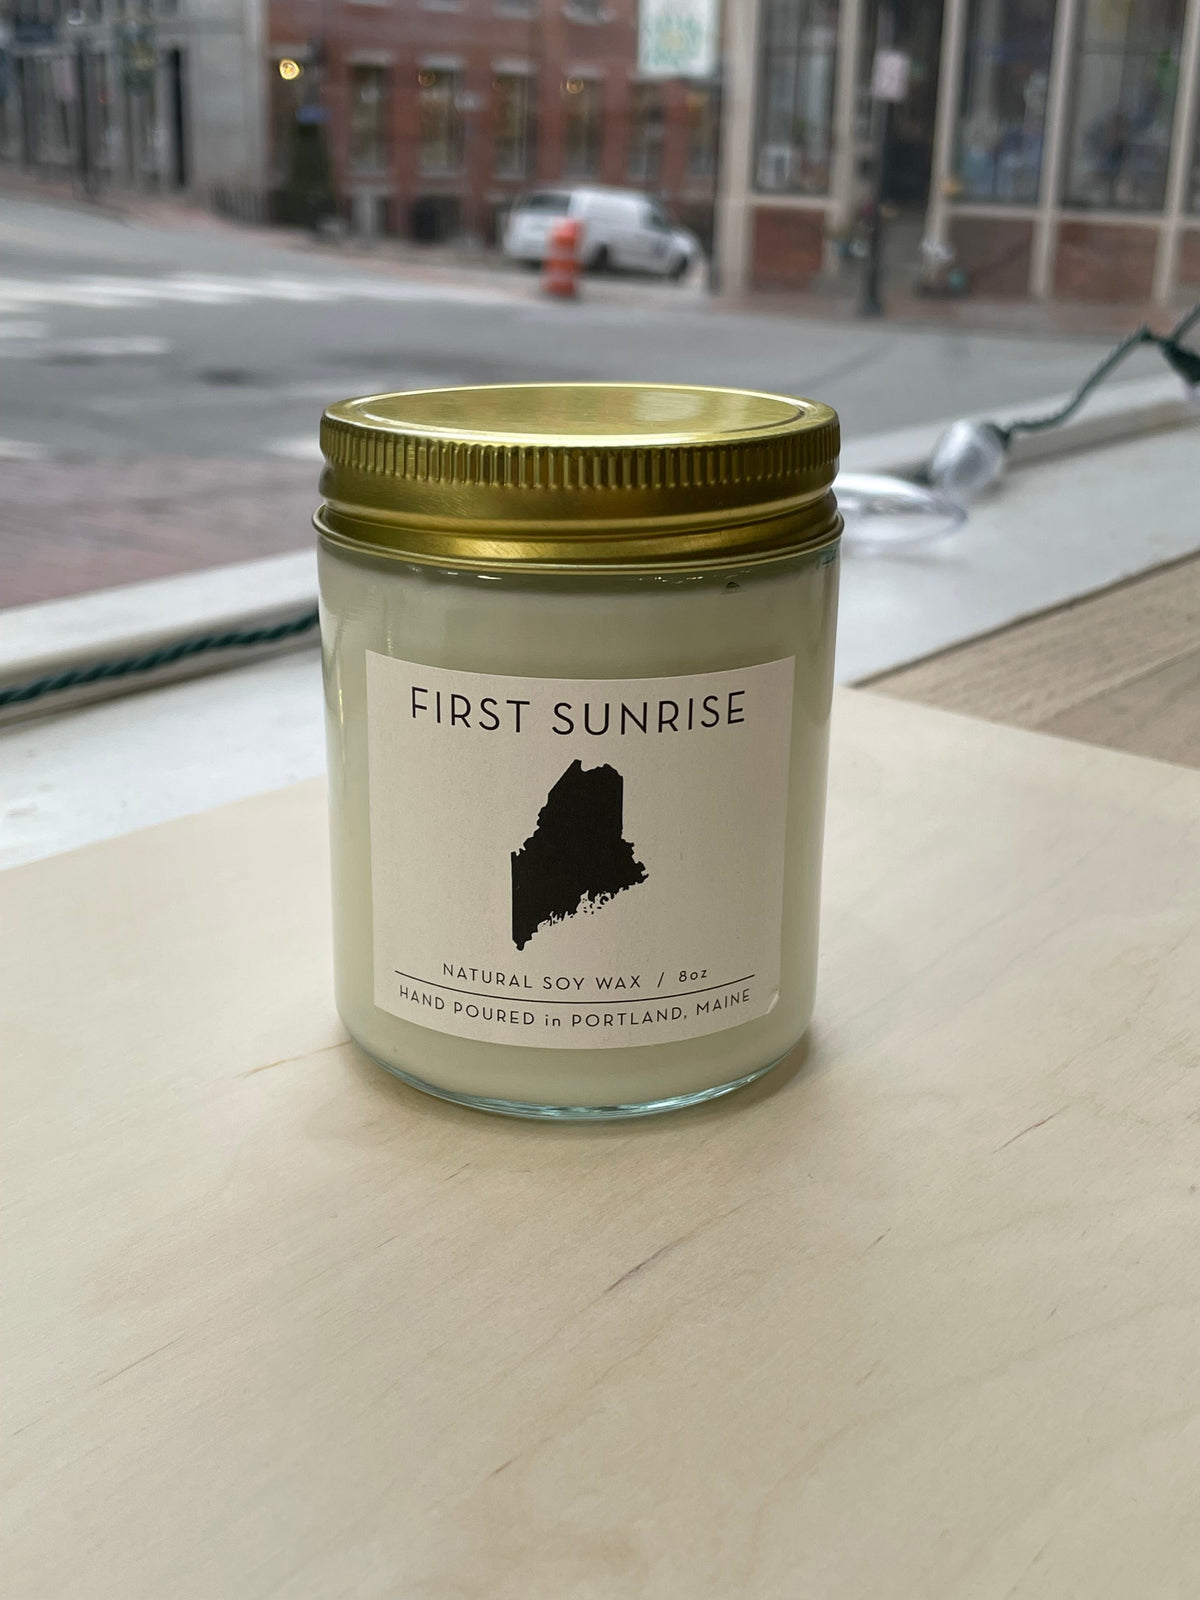 FIRST SUNRISE
NATURAL SOY WAX / 8oz
HAND POURED in PORTLAND, MAINE